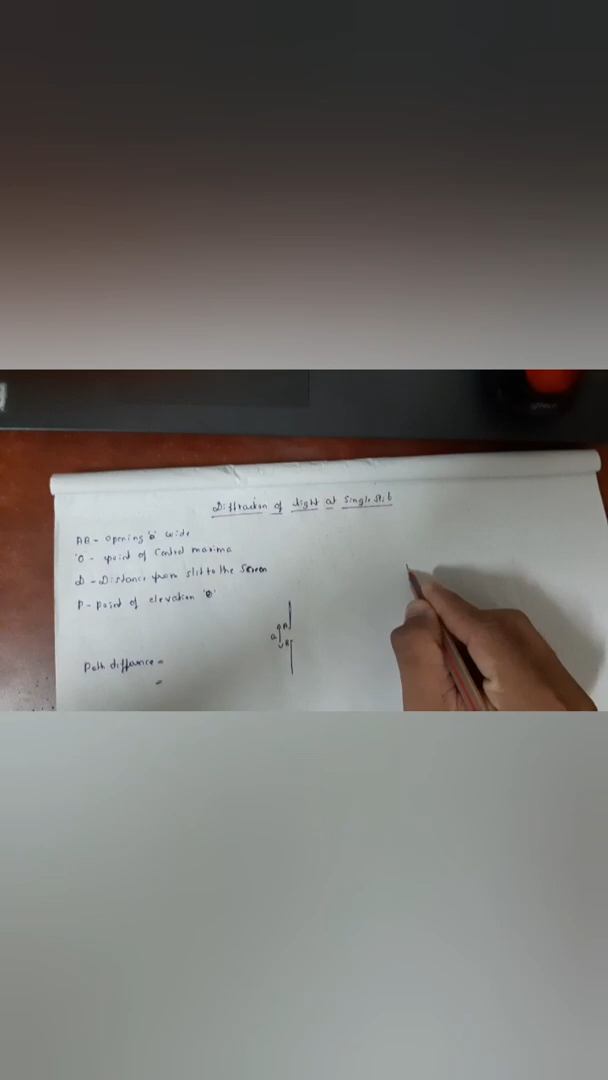 Diffraction of light at Single slit
AB - opening 'a' wide
'O - point of Central maxima
D - Distance from slit to the Screen
P - Point of elevation 'θ'
A
a
B
Path diffarence =
=